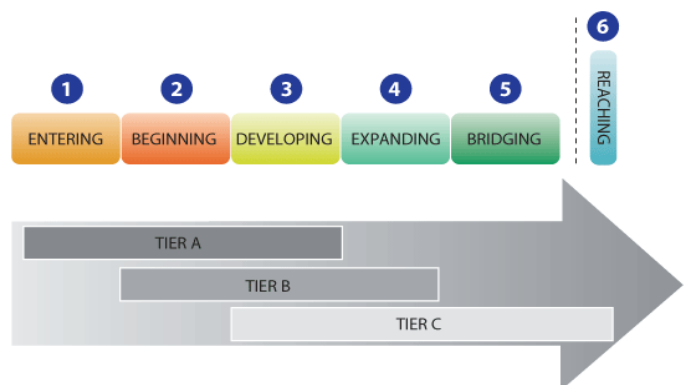 1 2 3 4 5 6
ENTERING BEGINNING DEVELOPING EXPANDING BRIDGING REACHING
TIER A
TIER B
TIER C